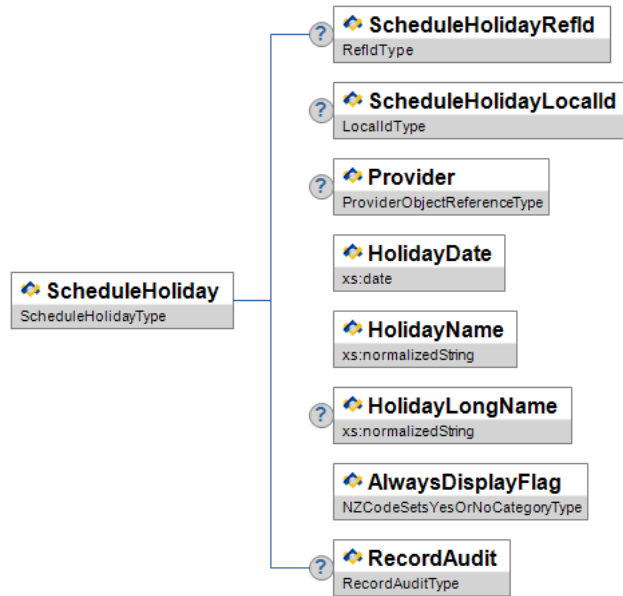 ?
ScheduleHolidayRefId
RefIdType
?
ScheduleHolidayLocalId
LocalIdType
?
Provider
ProviderObjectReferenceType
HolidayDate
xs:date
ScheduleHoliday
ScheduleHolidayType
HolidayName
xs:normalizedString
?
HolidayLongName
xs:normalizedString
AlwaysDisplayFlag
NZCodeSetsYesOrNoCategoryType
?
RecordAudit
RecordAuditType